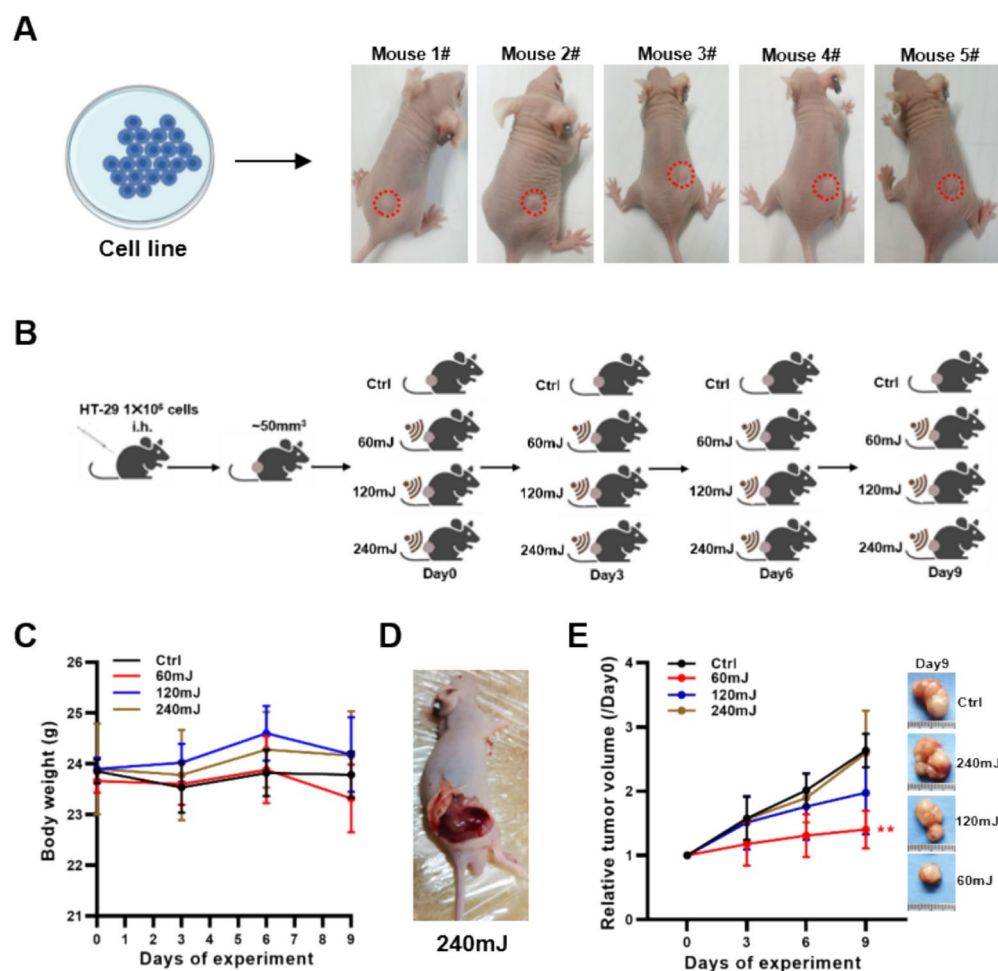 A
Mouse 1# Mouse 2# Mouse 3# Mouse 4# Mouse 5#
Cell line
B
HT-29 1×10⁶ cells
i.h.
~50mm³
Ctrl
60mJ
120mJ
240mJ
Day0
Ctrl
60mJ
120mJ
240mJ
Day3
Ctrl
60mJ
120mJ
240mJ
Day6
Ctrl
60mJ
120mJ
240mJ
Day9
C
Ctrl
60mJ
120mJ
240mJ
Body weight (g)
26
25
24
23
22
21
0 1 2 3 4 5 6 7 8 9
Days of experiment
D
240mJ
E
Ctrl
60mJ
120mJ
240mJ
Relative tumor volume (/Day0)
4
3
2
1
0
0 3 6 9
Days of experiment
**
Day9
Ctrl
240mJ
120mJ
60mJ